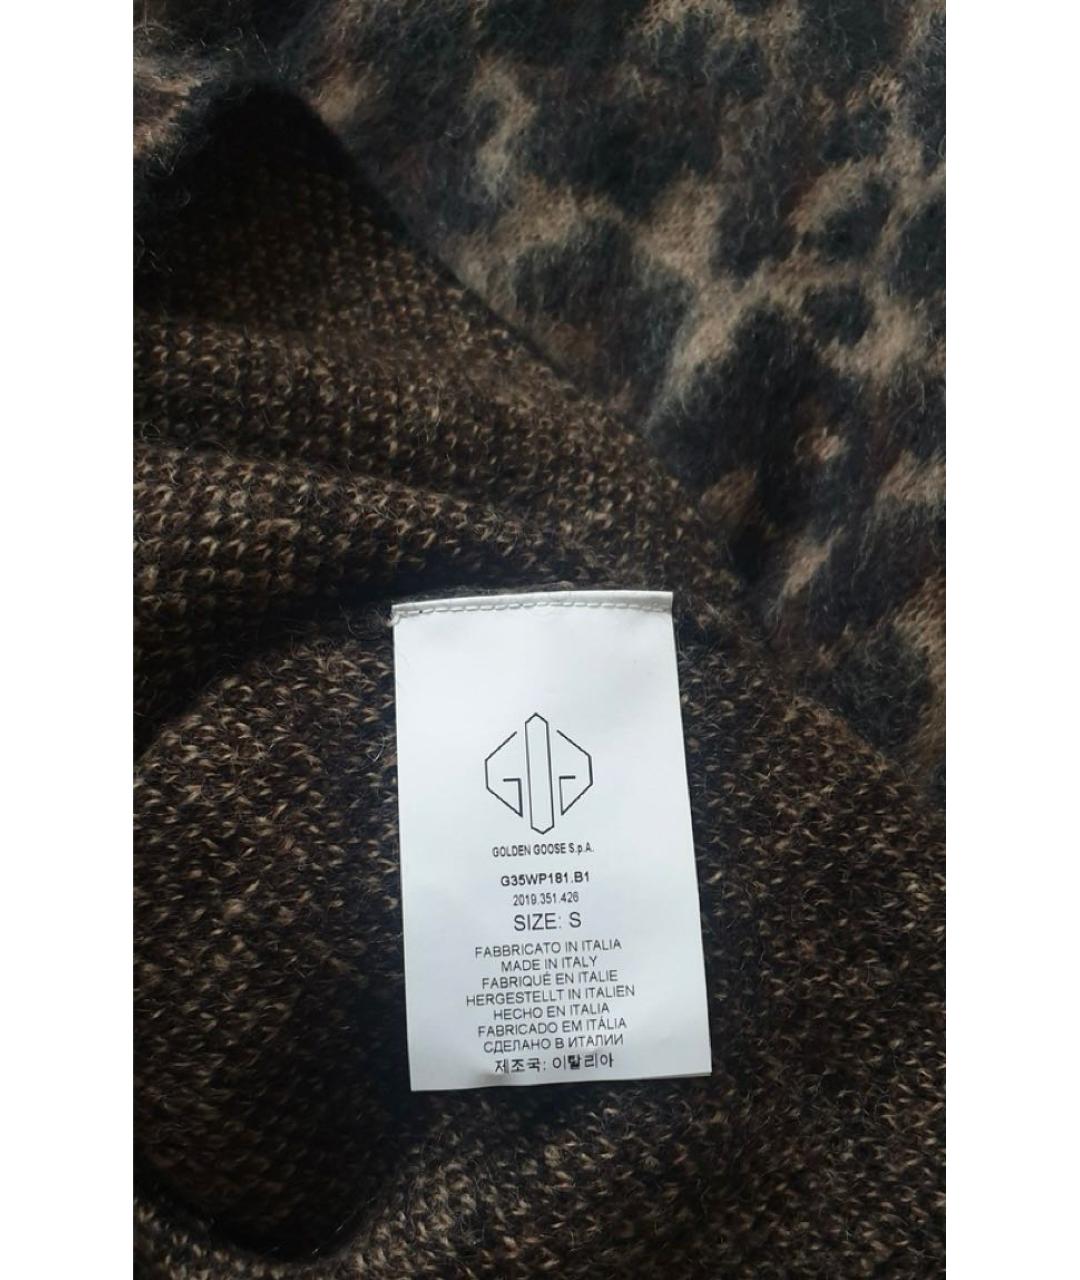 GOLDEN GOOSE S.p.A.
G35WP181.B1
2019.351.426
SIZE: S
FABBRICATO IN ITALIA
MADE IN ITALY
FABRIQUÉ EN ITALIE
HERGESTELLT IN ITALIEN
HECHO EN ITALIA
FABRICADO EM ITÁLIA
СДЕЛАНО В ИТАЛИИ
제조국: 이탈리아